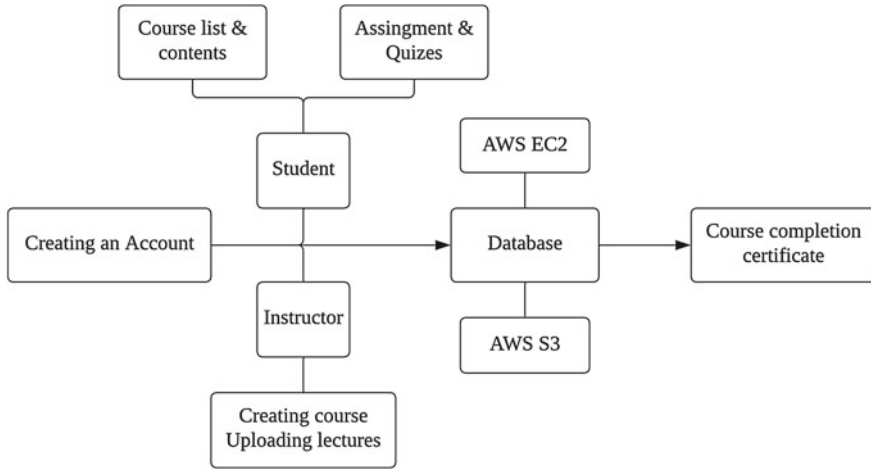 Course list &
contents
Assingment &
Quizes
Student
AWS EC2
Creating an Account
Database
Course completion
certificate
Instructor
AWS S3
Creating course
Uploading lectures